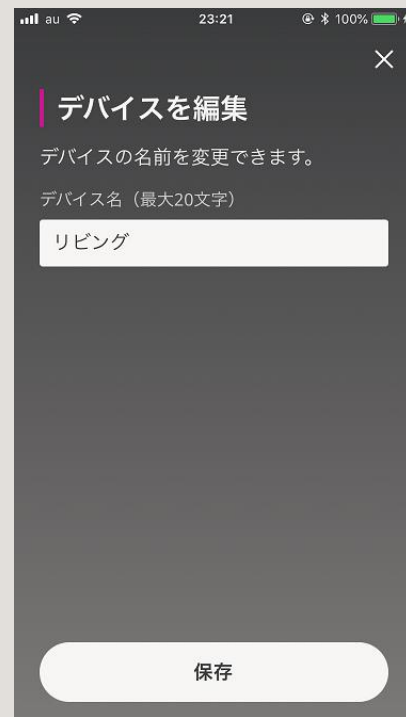 au 23:21 100%
デバイスを編集
デバイスの名前を変更できます。
デバイス名（最大20文字）
リビング
保存